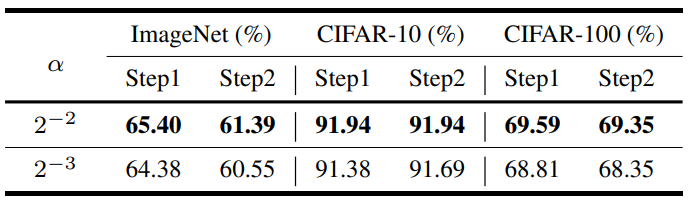 α ImageNet (%) CIFAR-10 (%) CIFAR-100 (%)
Step1 Step2 Step1 Step2 Step1 Step2
2⁻² 65.40 61.39 91.94 91.94 69.59 69.35
2⁻³ 64.38 60.55 91.38 91.69 68.81 68.35